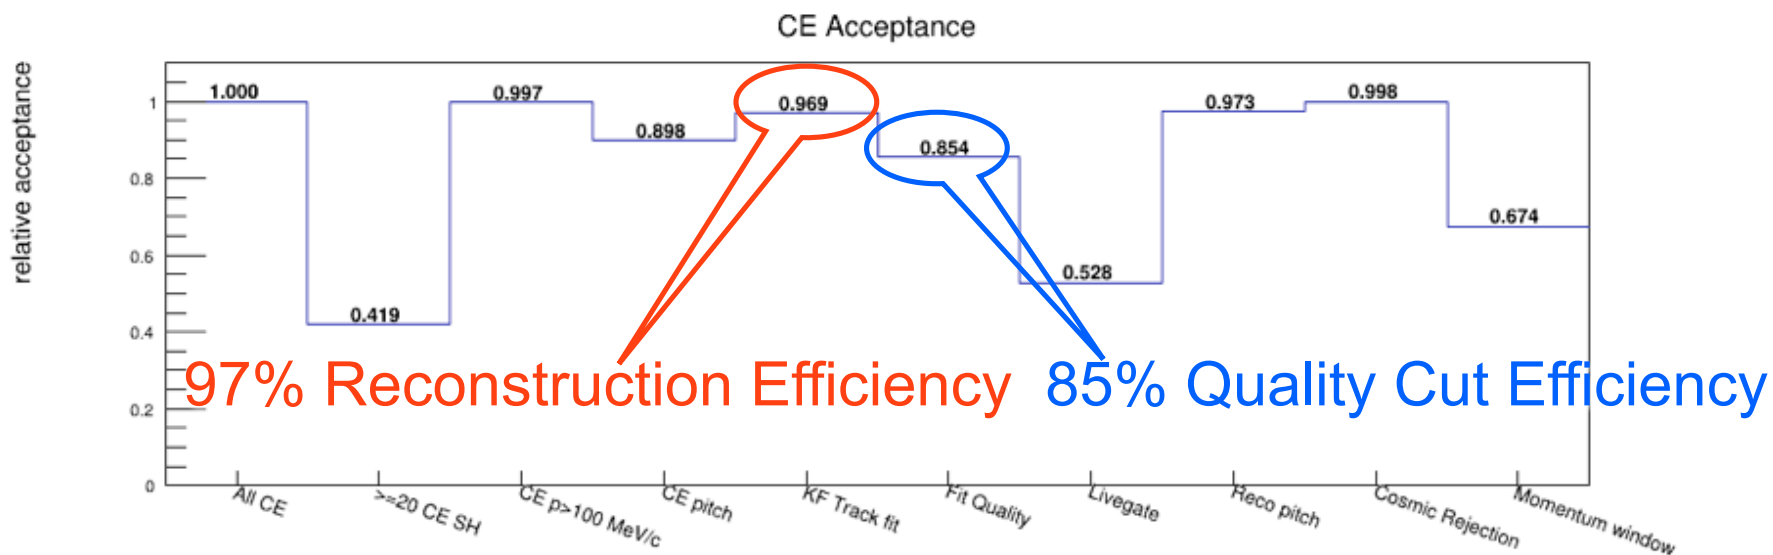 CE Acceptance
relative acceptance
1
0.8
0.6
0.4
0.2
0
1.000
0.419
0.997
0.898
0.969
0.854
0.528
0.973
0.998
0.674
97% Reconstruction Efficiency
85% Quality Cut Efficiency
All CE
>=20 CE SH
CE p>100 MeV/c
CE pitch
KF Track fit
Fit Quality
Livegate
Reco pitch
Cosmic Rejection
Momentum window